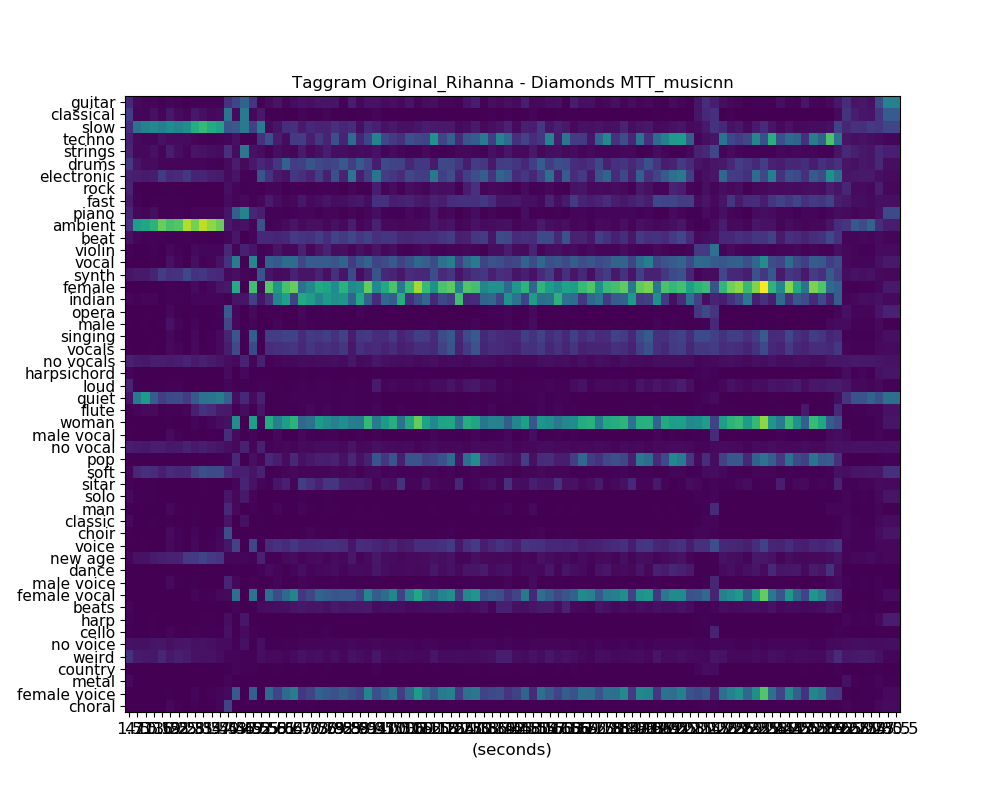 Taggram Original_Rihanna - Diamonds MTT_musicnn
guitar
classical
slow
techno
strings
drums
electronic
rock
fast
piano
ambient
beat
violin
vocal
synth
female
indian
opera
male
singing
vocals
no vocals
harpsichord
loud
quiet
flute
woman
male vocal
no vocal
pop
soft
sitar
solo
man
classic
choir
voice
new age
dance
male voice
female vocal
beats
harp
cello
no voice
weird
country
metal
female voice
choral
(seconds)